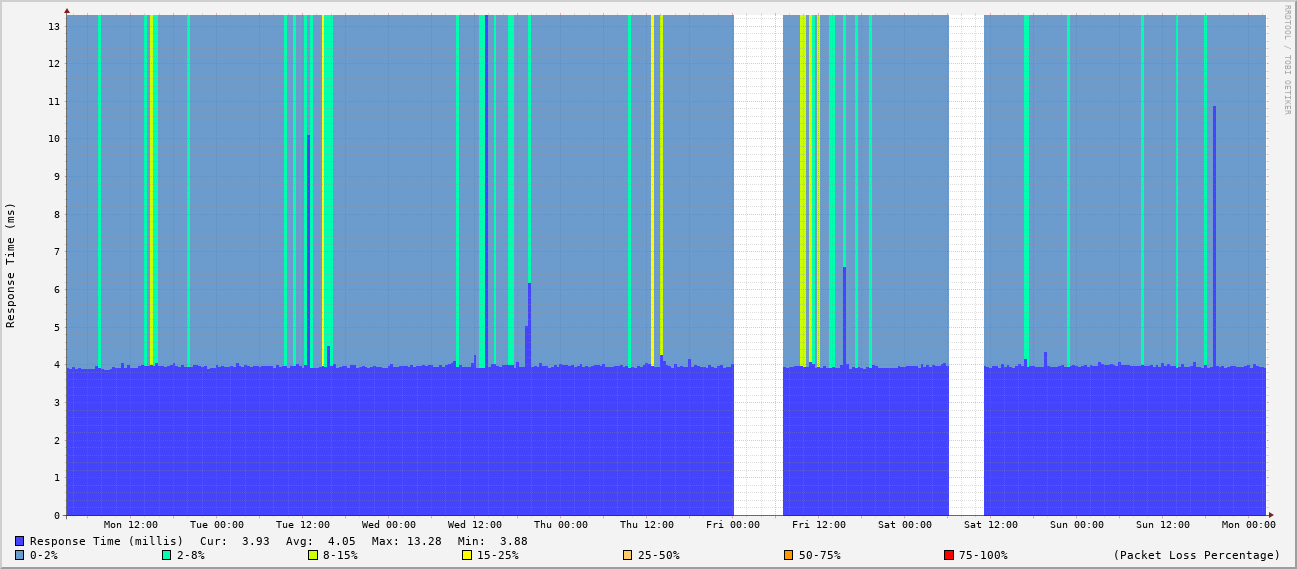 RRDTOOL / TOBI OETIKER
Response Time (ms)
13
12
11
10
9
8
7
6
5
4
3
2
1
0
Mon 12:00 Tue 00:00 Tue 12:00 Wed 00:00 Wed 12:00 Thu 00:00 Thu 12:00 Fri 00:00 Fri 12:00 Sat 00:00 Sat 12:00 Sun 00:00 Sun 12:00 Mon 00:00
Response Time (millis) Cur: 3.93 Avg: 4.05 Max: 13.28 Min: 3.88
0-2% 2-8% 8-15% 15-25% 25-50% 50-75% 75-100% (Packet Loss Percentage)